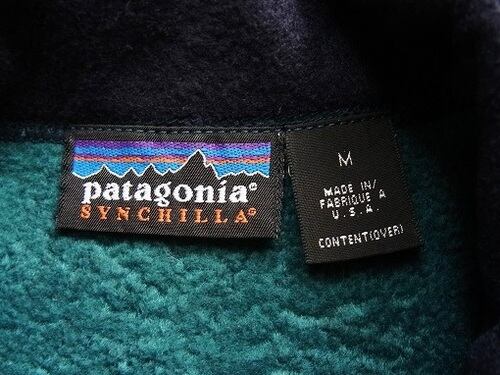 patagonia®
SYNCHILLA®
M
MADE IN/
FABRIQUE A
U.S.A.
CONTENT(OVER)